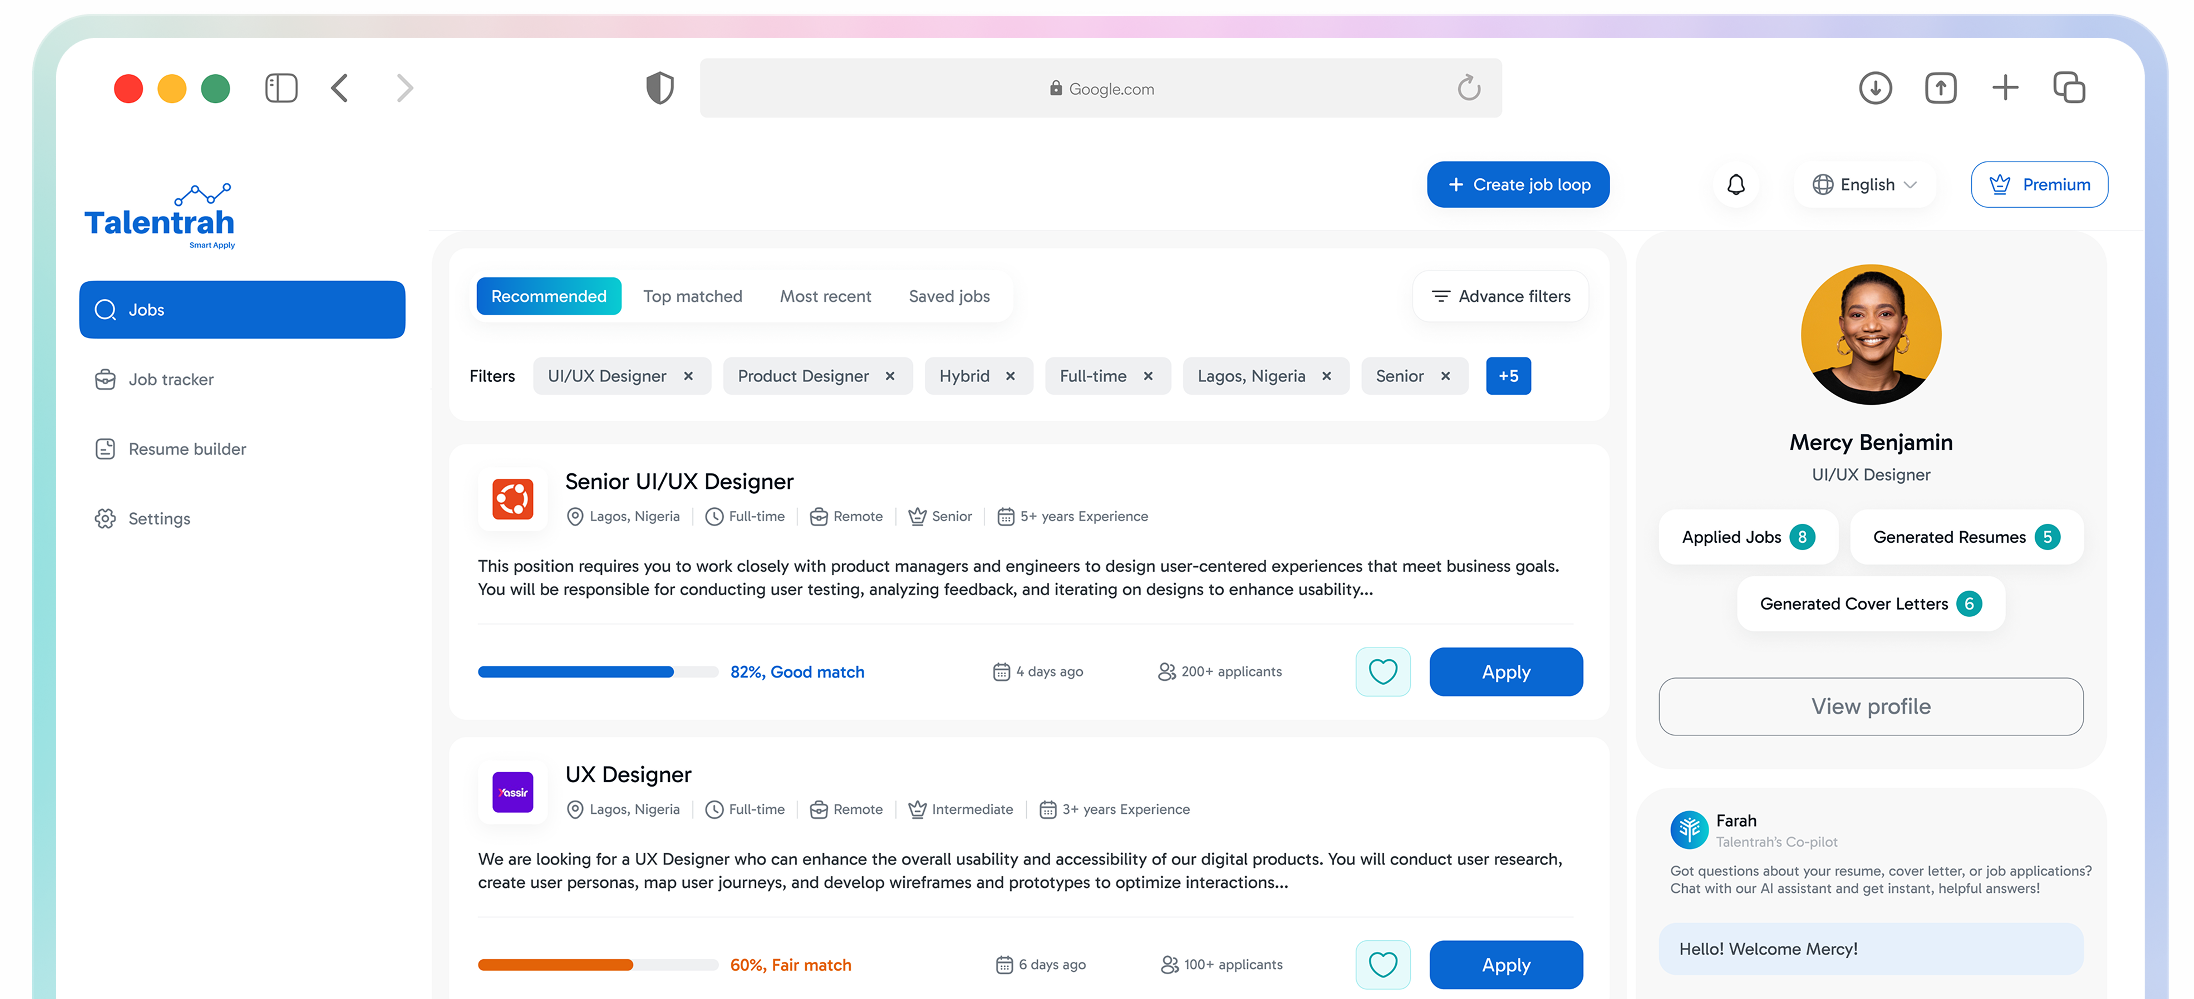 Google.com
Create job loop
English
Premium
Talentrah
Smart Apply
Jobs
Job tracker
Resume builder
Settings
Recommended
Top matched
Most recent
Saved jobs
Advance filters
Filters
UI/UX Designer
Product Designer
Hybrid
Full-time
Lagos, Nigeria
Senior
+5
Senior UI/UX Designer
Lagos, Nigeria
Full-time
Remote
Senior
5+ years Experience
This position requires you to work closely with product managers and engineers to design user-centered experiences that meet business goals.
You will be responsible for conducting user testing, analyzing feedback, and iterating on designs to enhance usability...
82%, Good match
4 days ago
200+ applicants
Apply
Yassir
UX Designer
Lagos, Nigeria
Full-time
Remote
Intermediate
3+ years Experience
We are looking for a UX Designer who can enhance the overall usability and accessibility of our digital products. You will conduct user research,
create user personas, map user journeys, and develop wireframes and prototypes to optimize interactions...
60%, Fair match
6 days ago
100+ applicants
Apply
Mercy Benjamin
UI/UX Designer
Applied Jobs 8
Generated Resumes 5
Generated Cover Letters 6
View profile
Farah
Talentrah's Co-pilot
Got questions about your resume, cover letter, or job applications?
Chat with our AI assistant and get instant, helpful answers!
Hello! Welcome Mercy!